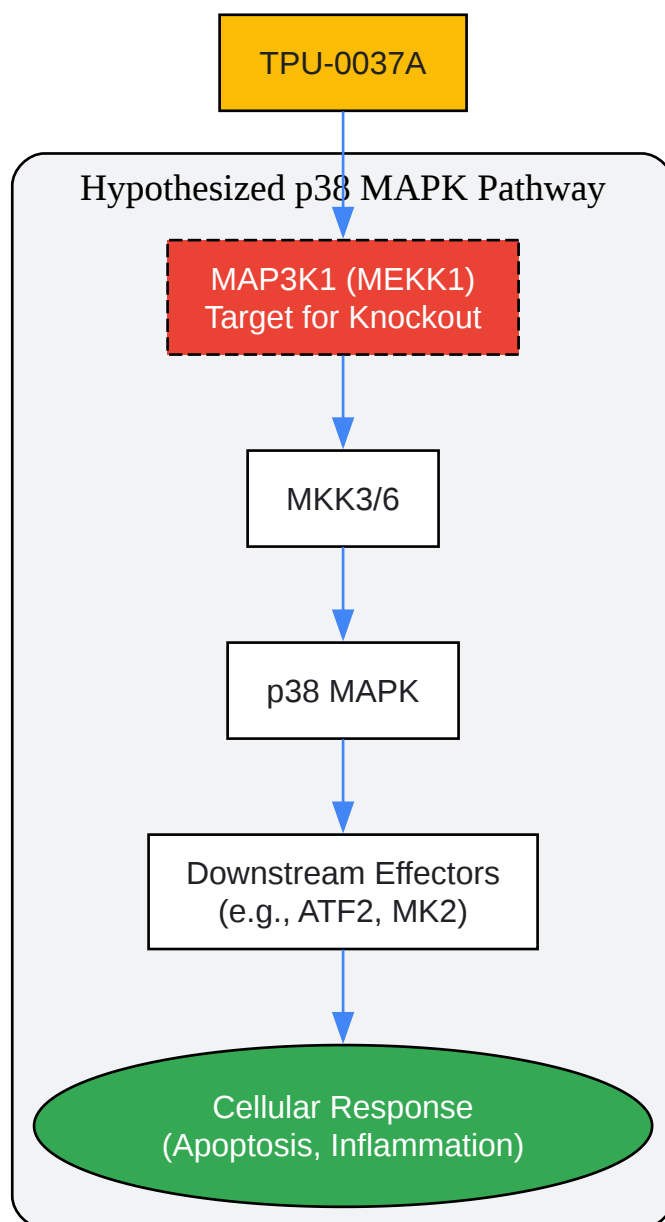 TPU-0037A
Hypothesized p38 MAPK Pathway
MAP3K1 (MEKK1)
Target for Knockout
MKK3/6
p38 MAPK
Downstream Effectors
(e.g., ATF2, MK2)
Cellular Response
(Apoptosis, Inflammation)